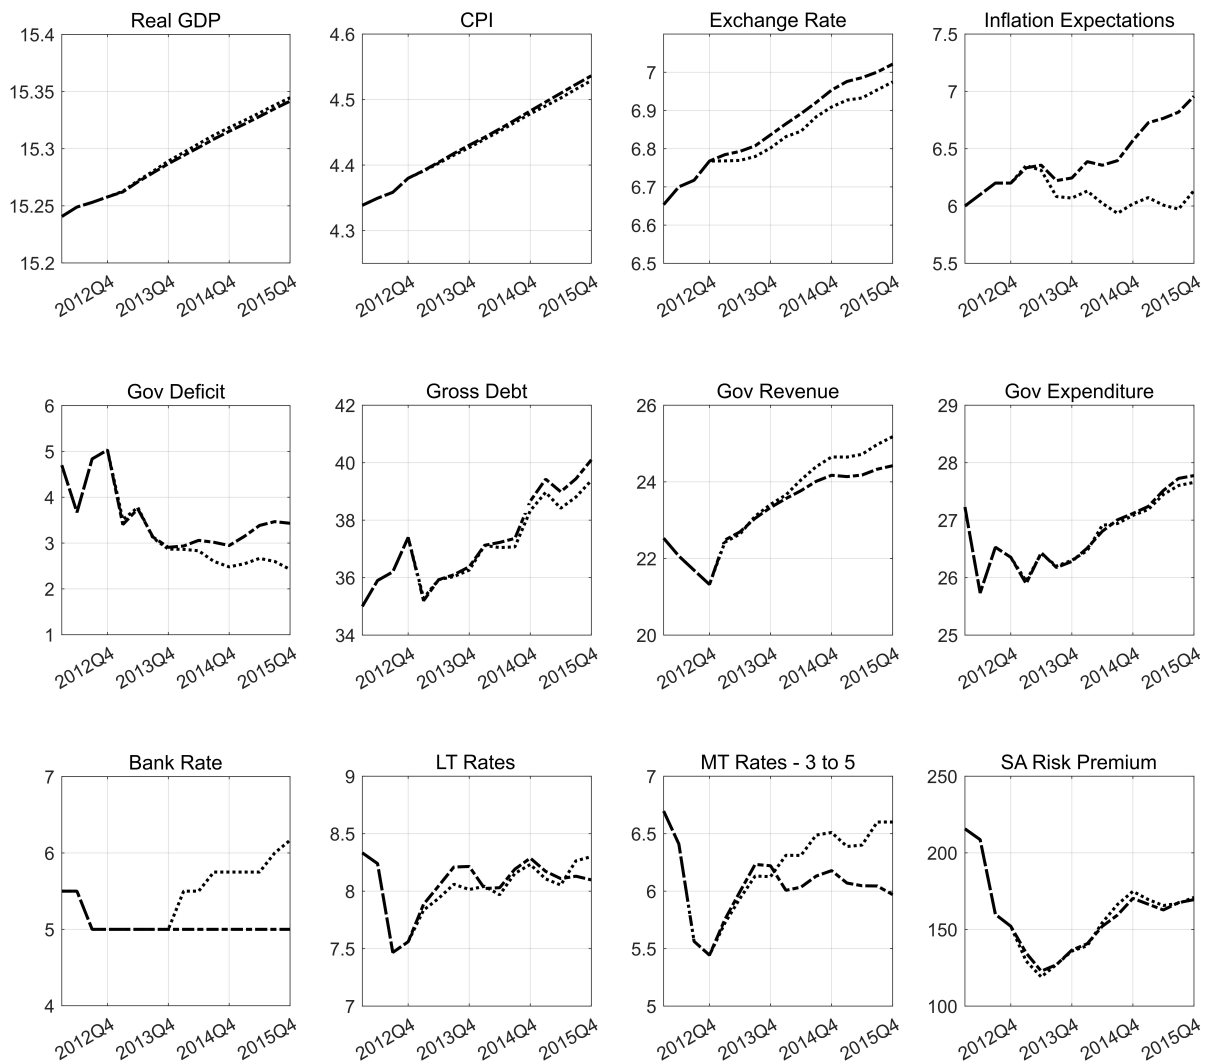 Real GDP
15.4
15.35
15.3
15.25
15.2
2012Q4 2013Q4 2014Q4 2015Q4
CPI
4.6
4.5
4.4
4.3
2012Q4 2013Q4 2014Q4 2015Q4
Exchange Rate
7
6.9
6.8
6.7
6.6
6.5
2012Q4 2013Q4 2014Q4 2015Q4
Inflation Expectations
7.5
7
6.5
6
5.5
2012Q4 2013Q4 2014Q4 2015Q4
Gov Deficit
6
5
4
3
2
1
2012Q4 2013Q4 2014Q4 2015Q4
Gross Debt
42
40
38
36
34
2012Q4 2013Q4 2014Q4 2015Q4
Gov Revenue
26
24
22
20
2012Q4 2013Q4 2014Q4 2015Q4
Gov Expenditure
29
28
27
26
25
2012Q4 2013Q4 2014Q4 2015Q4
Bank Rate
7
6
5
4
2012Q4 2013Q4 2014Q4 2015Q4
LT Rates
9
8.5
8
7.5
7
2012Q4 2013Q4 2014Q4 2015Q4
MT Rates - 3 to 5
7
6.5
6
5.5
5
2012Q4 2013Q4 2014Q4 2015Q4
SA Risk Premium
250
200
150
100
2012Q4 2013Q4 2014Q4 2015Q4